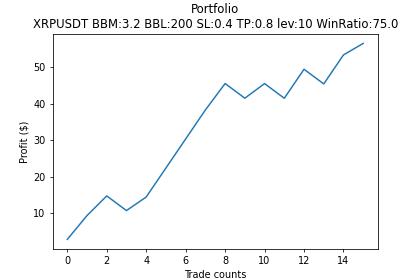 Portfolio
XRPUSDT BBM:3.2 BBL:200 SL:0.4 TP:0.8 lev:10 WinRatio:75.0
50
40
30
20
10
Profit ($)
0 2 4 6 8 10 12 14
Trade counts